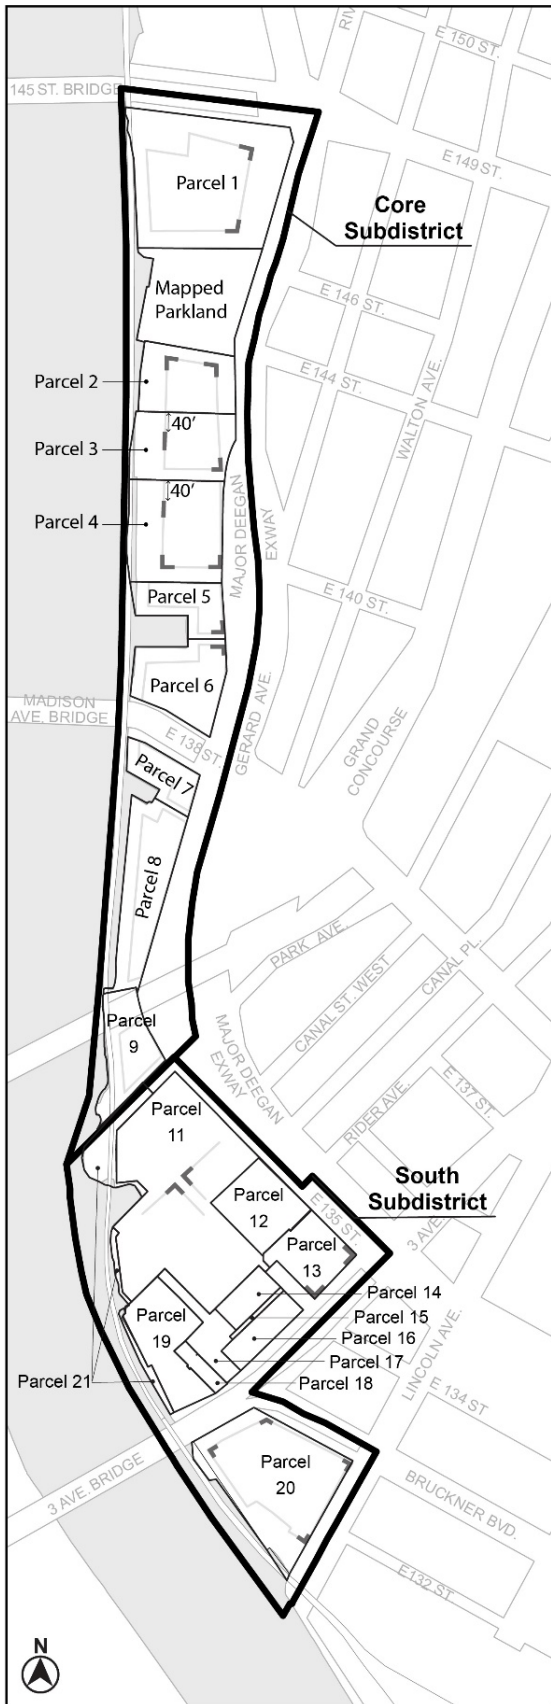 E 150 ST.
RIV
145 ST. BRIDGE
E 149 ST.
Parcel 1
Core
Subdistrict
Mapped
Parkland
E 146 ST.
E 144 ST.
WALTON AVE.
Parcel 2
40'
Parcel 3
40'
Parcel 4
MAJOR DEEGAN
EXWAY
E 140 ST.
Parcel 5
Parcel 6
MADISON
AVE. BRIDGE
E 138 ST.
GERARD AVE.
GRAND
CONCOURSE
Parcel 7
Parcel 8
PARK AVE.
CANAL ST. WEST
CANAL PL.
Parcel
9
MAJOR DEEGAN
EXWAY
RIDER AVE.
E 137 ST.
Parcel
11
South
Subdistrict
Parcel
12
E 135 ST.
3 AVE.
Parcel
13
Parcel 14
Parcel 15
Parcel 16
Parcel 17
Parcel 18
Parcel
19
Parcel 21
LINCOLN AVE.
E 134 ST
3 AVE. BRIDGE
Parcel
20
BRUCKNER BVD.
E 132 ST
N